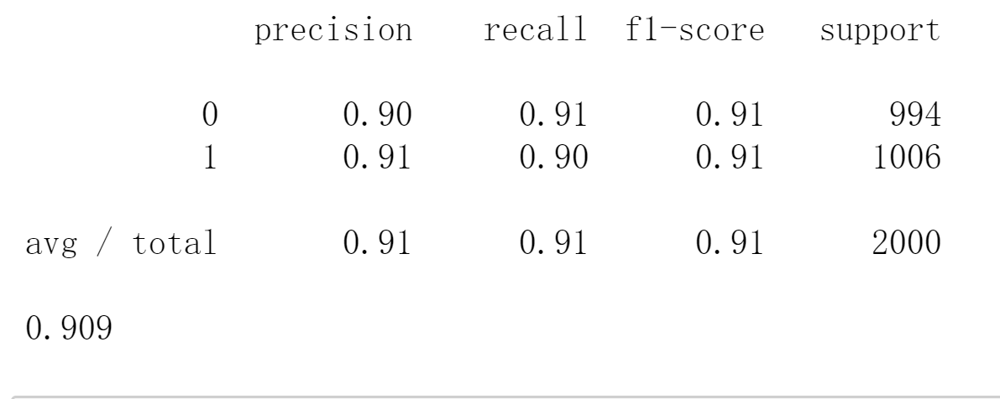 precision recall f1-score support
0 0.90 0.91 0.91 994
1 0.91 0.90 0.91 1006
avg / total 0.91 0.91 0.91 2000
0.909